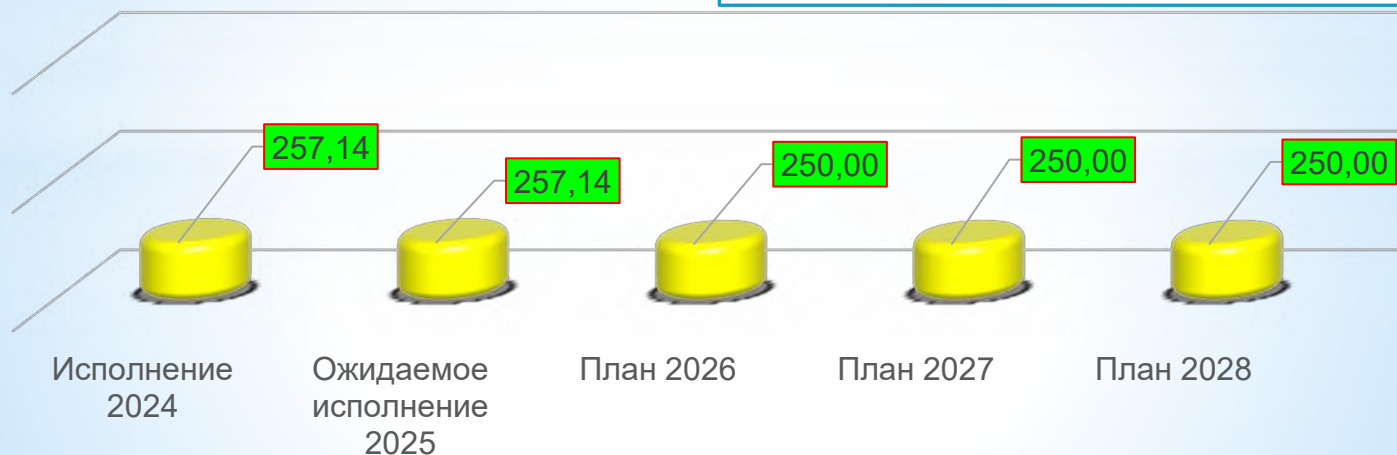 257,14
257,14
250,00
250,00
250,00
Исполнение
2024
Ожидаемое
исполнение
2025
План 2026
План 2027
План 2028